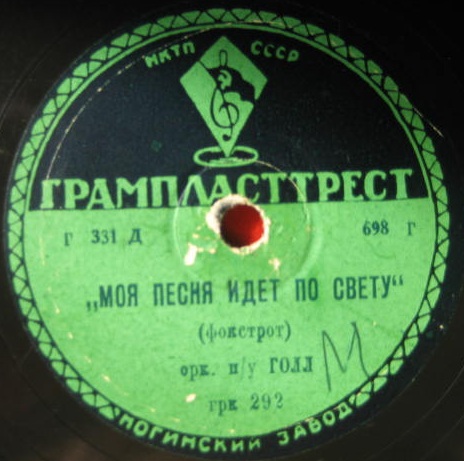 НКТП СССР
ГРАМПЛАСТТРЕСТ
Г 331 Д 698 Г
„МОЯ ПЕСНЯ ИДЕТ ПО СВЕТУ“
(фокстрот)
орк. п/у ГОЛЛ
грк 292
М
НОГИНСКИЙ ЗАВОД